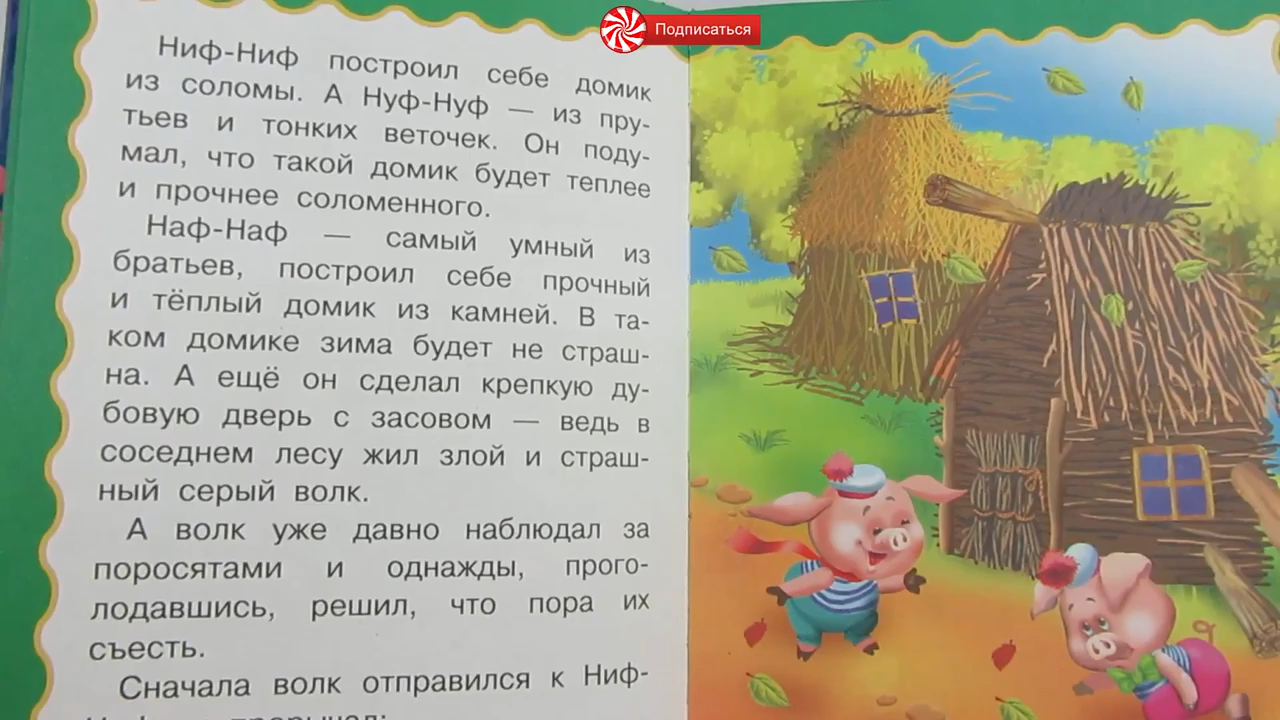 Подписаться
Ниф-Ниф построил себе домик
из соломы. А Нуф-Нуф — из пру-
тьев и тонких веточек. Он поду-
мал, что такой домик будет теплее
и прочнее соломенного.
Наф-Наф — самый умный из
братьев, построил себе прочный
и тёплый домик из камней. В та-
ком домике зима будет не страш-
на. А ещё он сделал крепкую ду-
бовую дверь с засовом — ведь в
соседнем лесу жил злой и страш-
ный серый волк.
А волк уже давно наблюдал за
поросятами и однажды, прого-
лодавшись, решил, что пора их
съесть.
Сначала волк отправился к Ниф-